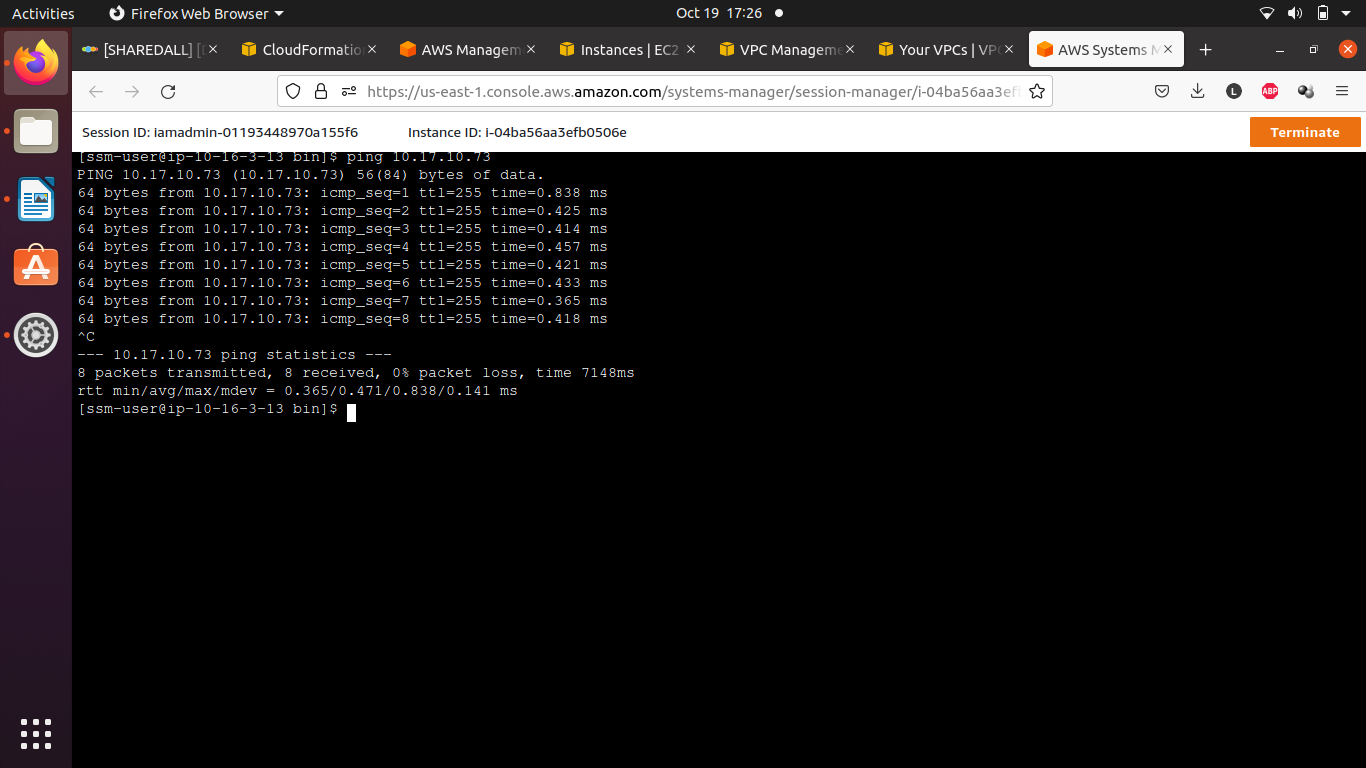 Activities Firefox Web Browser Oct 19 17:26
[SHAREDALL] [ CloudFormatio AWS Managem Instances | EC2 VPC Manageme Your VPCs | VPC AWS Systems M
https://us-east-1.console.aws.amazon.com/systems-manager/session-manager/i-04ba56aa3ef L ABP
Session ID: iamadmin-01193448970a155f6 Instance ID: i-04ba56aa3efb0506e Terminate
[ssm-user@ip-10-16-3-13 bin]$ ping 10.17.10.73
PING 10.17.10.73 (10.17.10.73) 56(84) bytes of data.
64 bytes from 10.17.10.73: icmp_seq=1 ttl=255 time=0.838 ms
64 bytes from 10.17.10.73: icmp_seq=2 ttl=255 time=0.425 ms
64 bytes from 10.17.10.73: icmp_seq=3 ttl=255 time=0.414 ms
64 bytes from 10.17.10.73: icmp_seq=4 ttl=255 time=0.457 ms
64 bytes from 10.17.10.73: icmp_seq=5 ttl=255 time=0.421 ms
64 bytes from 10.17.10.73: icmp_seq=6 ttl=255 time=0.433 ms
64 bytes from 10.17.10.73: icmp_seq=7 ttl=255 time=0.365 ms
64 bytes from 10.17.10.73: icmp_seq=8 ttl=255 time=0.418 ms
^C
--- 10.17.10.73 ping statistics ---
8 packets transmitted, 8 received, 0% packet loss, time 7148ms
rtt min/avg/max/mdev = 0.365/0.471/0.838/0.141 ms
[ssm-user@ip-10-16-3-13 bin]$